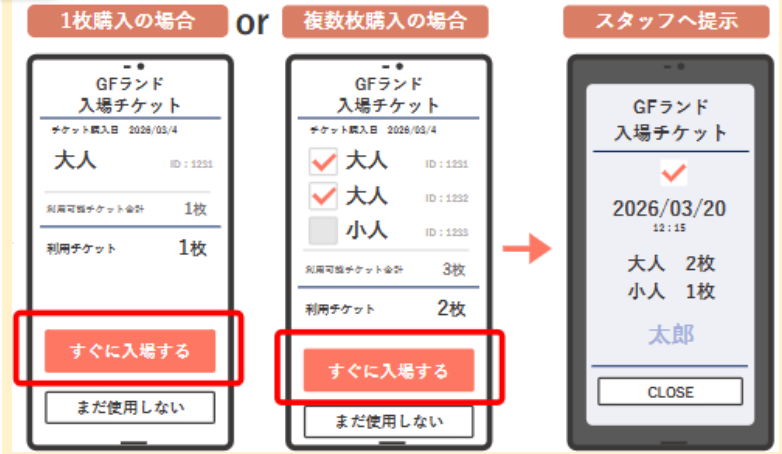 1枚購入の場合
or
複数枚購入の場合
スタッフへ提示
GFランド
入場チケット
チケット購入日 2026/03/4
大人 ID:1231
利用可能チケット合計 1枚
利用チケット 1枚
すぐに入場する
まだ使用しない
GFランド
入場チケット
チケット購入日 2026/03/4
大人 ID:1231
大人 ID:1232
小人 ID:1233
利用可能チケット合計 3枚
利用チケット 2枚
すぐに入場する
まだ使用しない
GFランド
入場チケット
2026/03/20
12:15
大人 2枚
小人 1枚
太郎
CLOSE